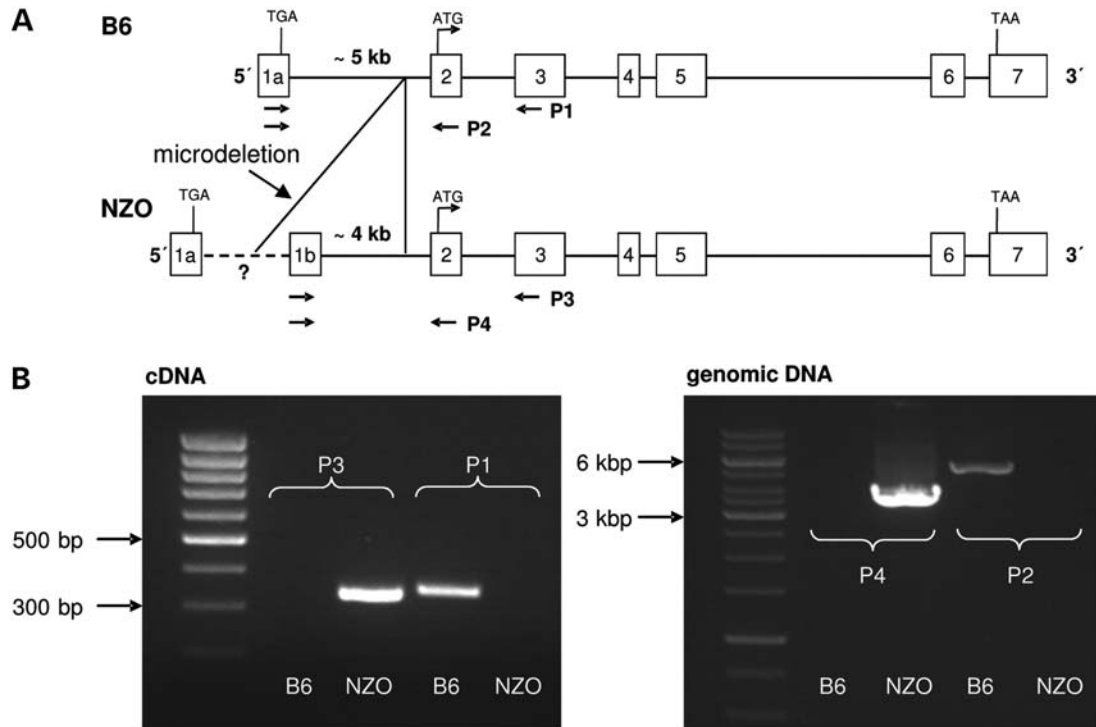 A
B6
TGA
ATG
TAA
5´ 1a ~ 5 kb 2 3 4 5 6 7 3´
P2 P1
microdeletion
NZO
TGA
ATG
TAA
5´ 1a ? 1b ~ 4 kb 2 3 4 5 6 7 3´
P3
P4
B
cDNA
P3 P1
500 bp
300 bp
B6 NZO B6 NZO
genomic DNA
6 kbp
3 kbp
P4 P2
B6 NZO B6 NZO